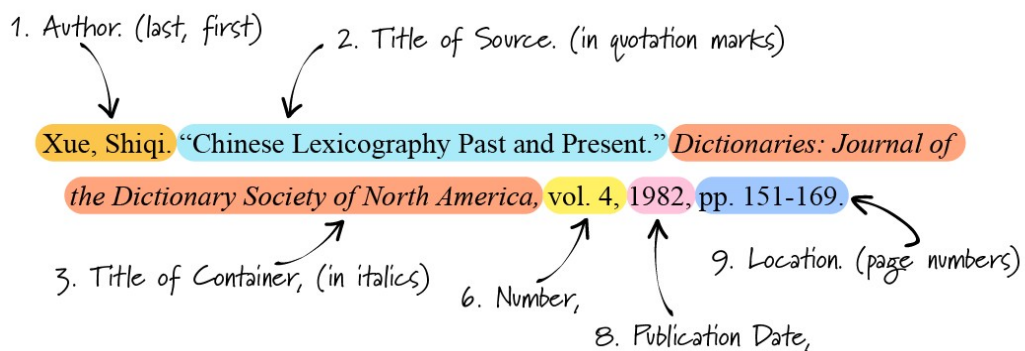 1. Author. (last, first)
2. Title of Source. (in quotation marks)
Xue, Shiqi. “Chinese Lexicography Past and Present.” Dictionaries: Journal of
the Dictionary Society of North America, vol. 4, 1982, pp. 151-169.
3. Title of Container, (in italics)
6. Number,
8. Publication Date,
9. Location. (page numbers)